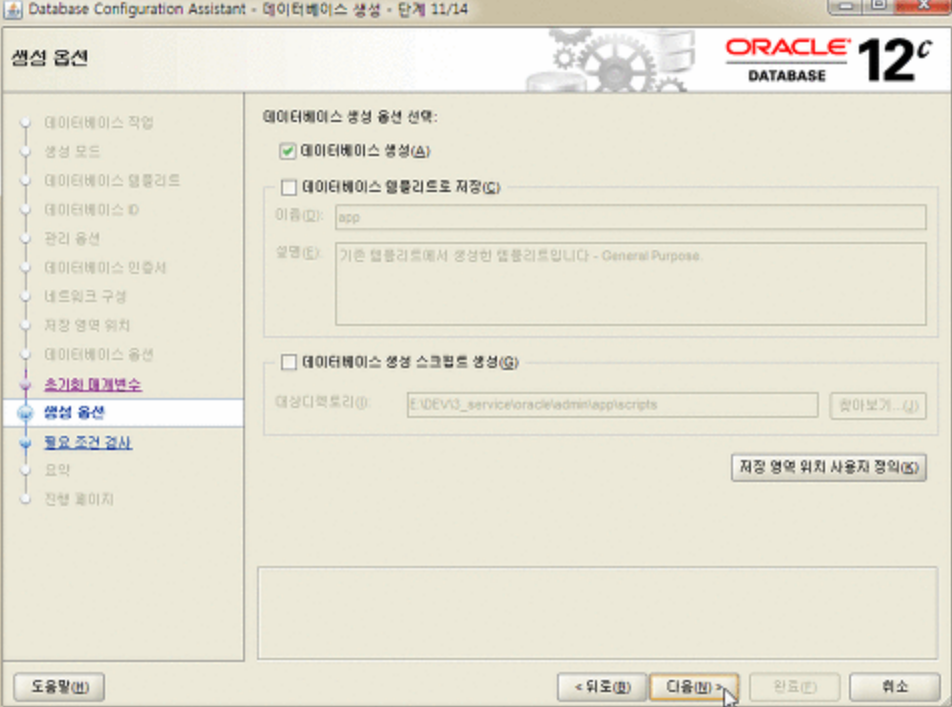 Database Configuration Assistant - 데이터베이스 생성 - 단계 11/14
생성 옵션
ORACLE
DATABASE
12c
데이터베이스 작업
생성 모드
데이터베이스 템플리트
데이터베이스 ID
관리 옵션
데이터베이스 인증서
네트워크 구성
저장 영역 위치
데이터베이스 옵션
초기화 매개변수
생성 옵션
필요 조건 검사
요약
진행 페이지
데이터베이스 생성 옵션 선택:
데이터베이스 생성(A)
데이터베이스 템플리트로 저장(C)
이름(D): app
설명(E): 기존 템플리트에서 생성한 템플리트입니다 - General Purpose.
데이터베이스 생성 스크립트 생성(G)
대상디렉토리(I): E:\DEV\3_service\oracle\admin\app\scripts 찾아보기...(J)
저장 영역 위치 사용자 정의(K)
도움말(H) < 뒤로(B) 다음(N) > 완료(F) 취소